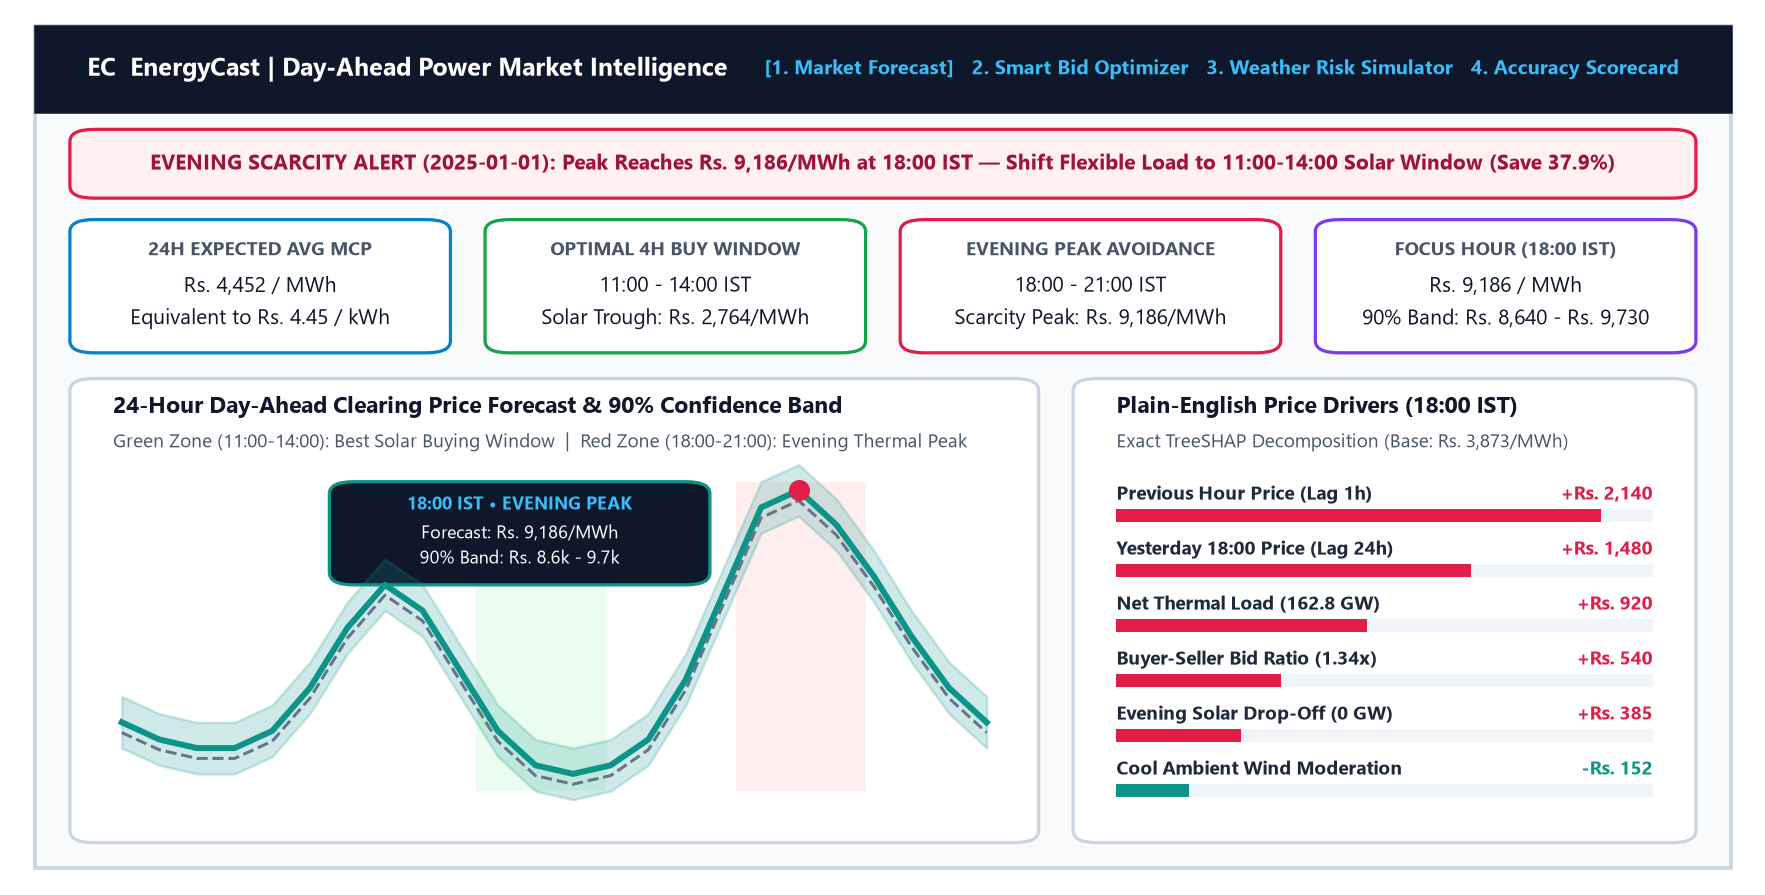 EC EnergyCast | Day-Ahead Power Market Intelligence
[1. Market Forecast] 2. Smart Bid Optimizer 3. Weather Risk Simulator 4. Accuracy Scorecard
EVENING SCARCITY ALERT (2025-01-01): Peak Reaches Rs. 9,186/MWh at 18:00 IST — Shift Flexible Load to 11:00-14:00 Solar Window (Save 37.9%)
24H EXPECTED AVG MCP
Rs. 4,452 / MWh
Equivalent to Rs. 4.45 / kWh
OPTIMAL 4H BUY WINDOW
11:00 - 14:00 IST
Solar Trough: Rs. 2,764/MWh
EVENING PEAK AVOIDANCE
18:00 - 21:00 IST
Scarcity Peak: Rs. 9,186/MWh
FOCUS HOUR (18:00 IST)
Rs. 9,186 / MWh
90% Band: Rs. 8,640 - Rs. 9,730
24-Hour Day-Ahead Clearing Price Forecast & 90% Confidence Band
Green Zone (11:00-14:00): Best Solar Buying Window | Red Zone (18:00-21:00): Evening Thermal Peak
18:00 IST • EVENING PEAK
Forecast: Rs. 9,186/MWh
90% Band: Rs. 8.6k - 9.7k
Plain-English Price Drivers (18:00 IST)
Exact TreeSHAP Decomposition (Base: Rs. 3,873/MWh)
Previous Hour Price (Lag 1h) +Rs. 2,140
Yesterday 18:00 Price (Lag 24h) +Rs. 1,480
Net Thermal Load (162.8 GW) +Rs. 920
Buyer-Seller Bid Ratio (1.34x) +Rs. 540
Evening Solar Drop-Off (0 GW) +Rs. 385
Cool Ambient Wind Moderation -Rs. 152